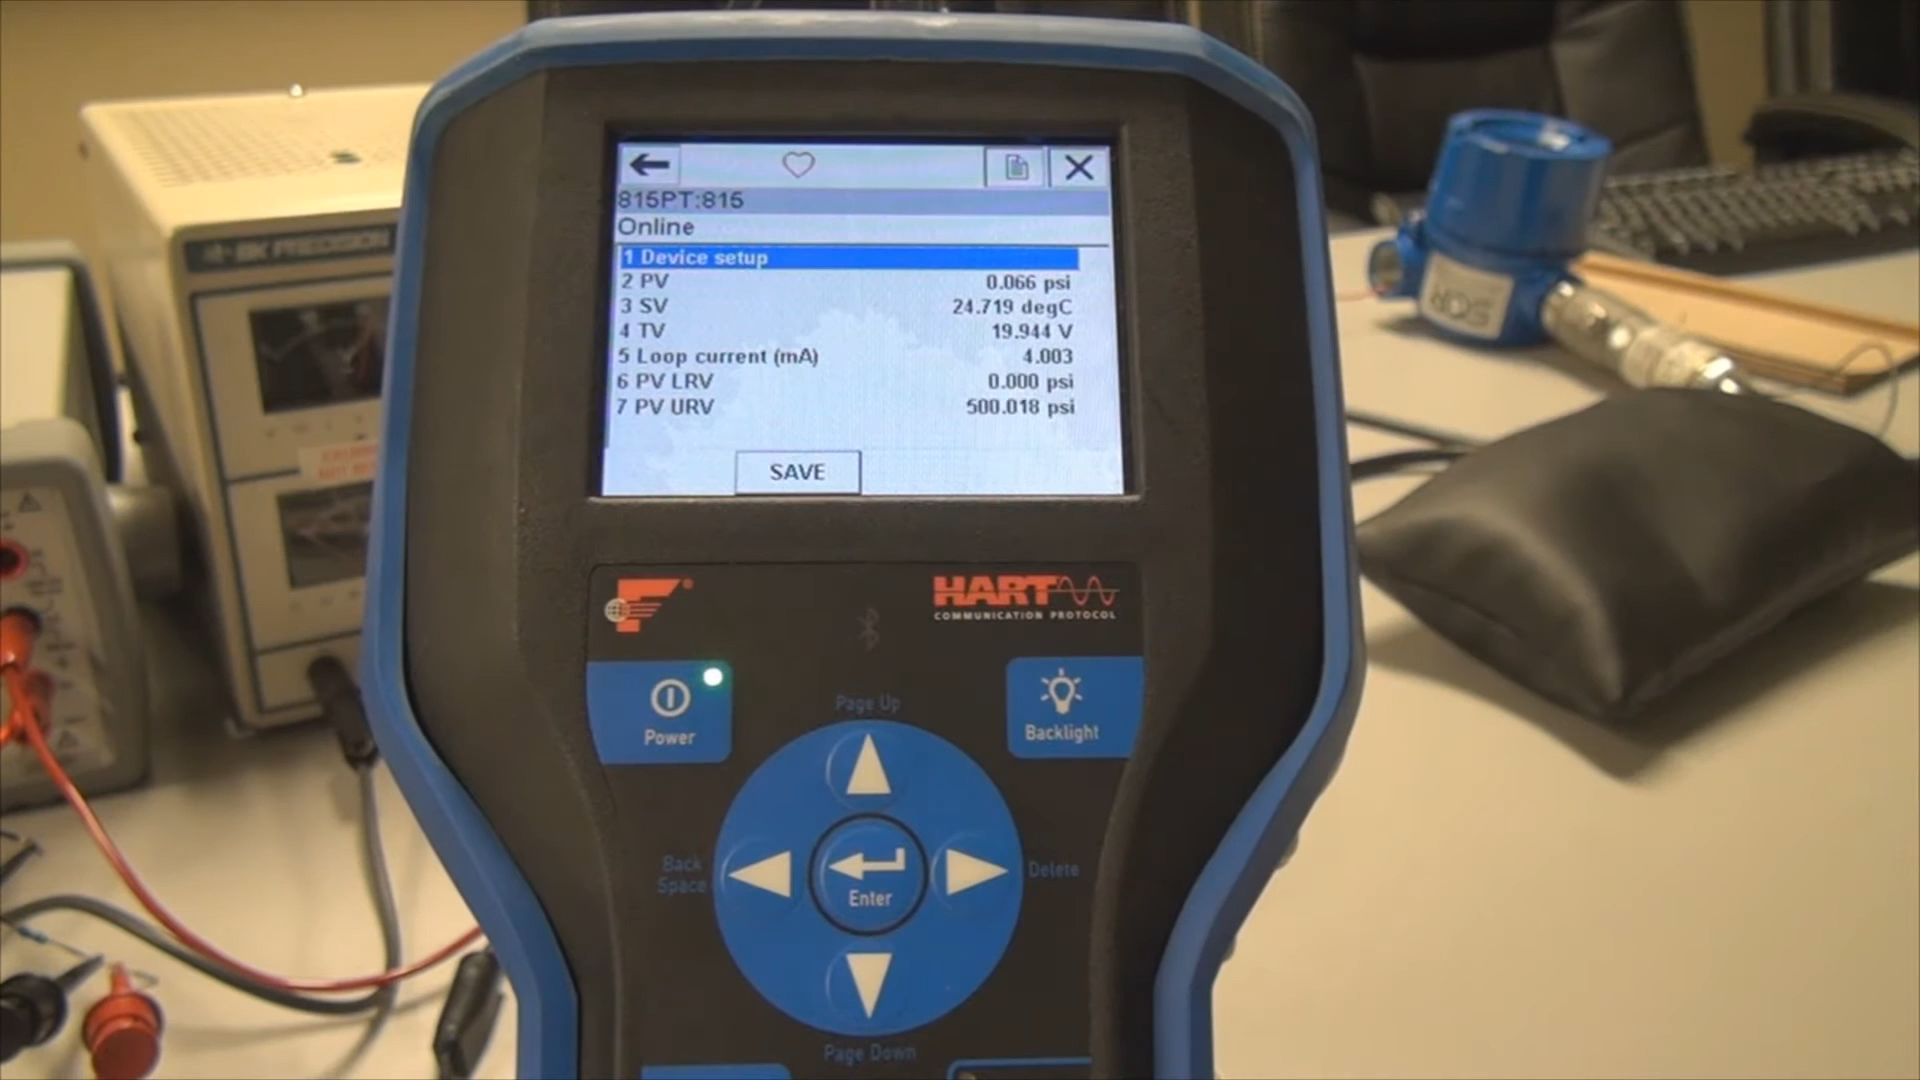 BK PRECISION
815PT:815
Online
1 Device setup
2 PV 0.066 psi
3 SV 24.719 degC
4 TV 19.944 V
5 Loop current (mA) 4.003
6 PV LRV 0.000 psi
7 PV URV 500.018 psi
SAVE
HART
COMMUNICATION PROTOCOL
Power
Page Up
Backlight
Back Space
Enter
Delete
Page Down
SOR